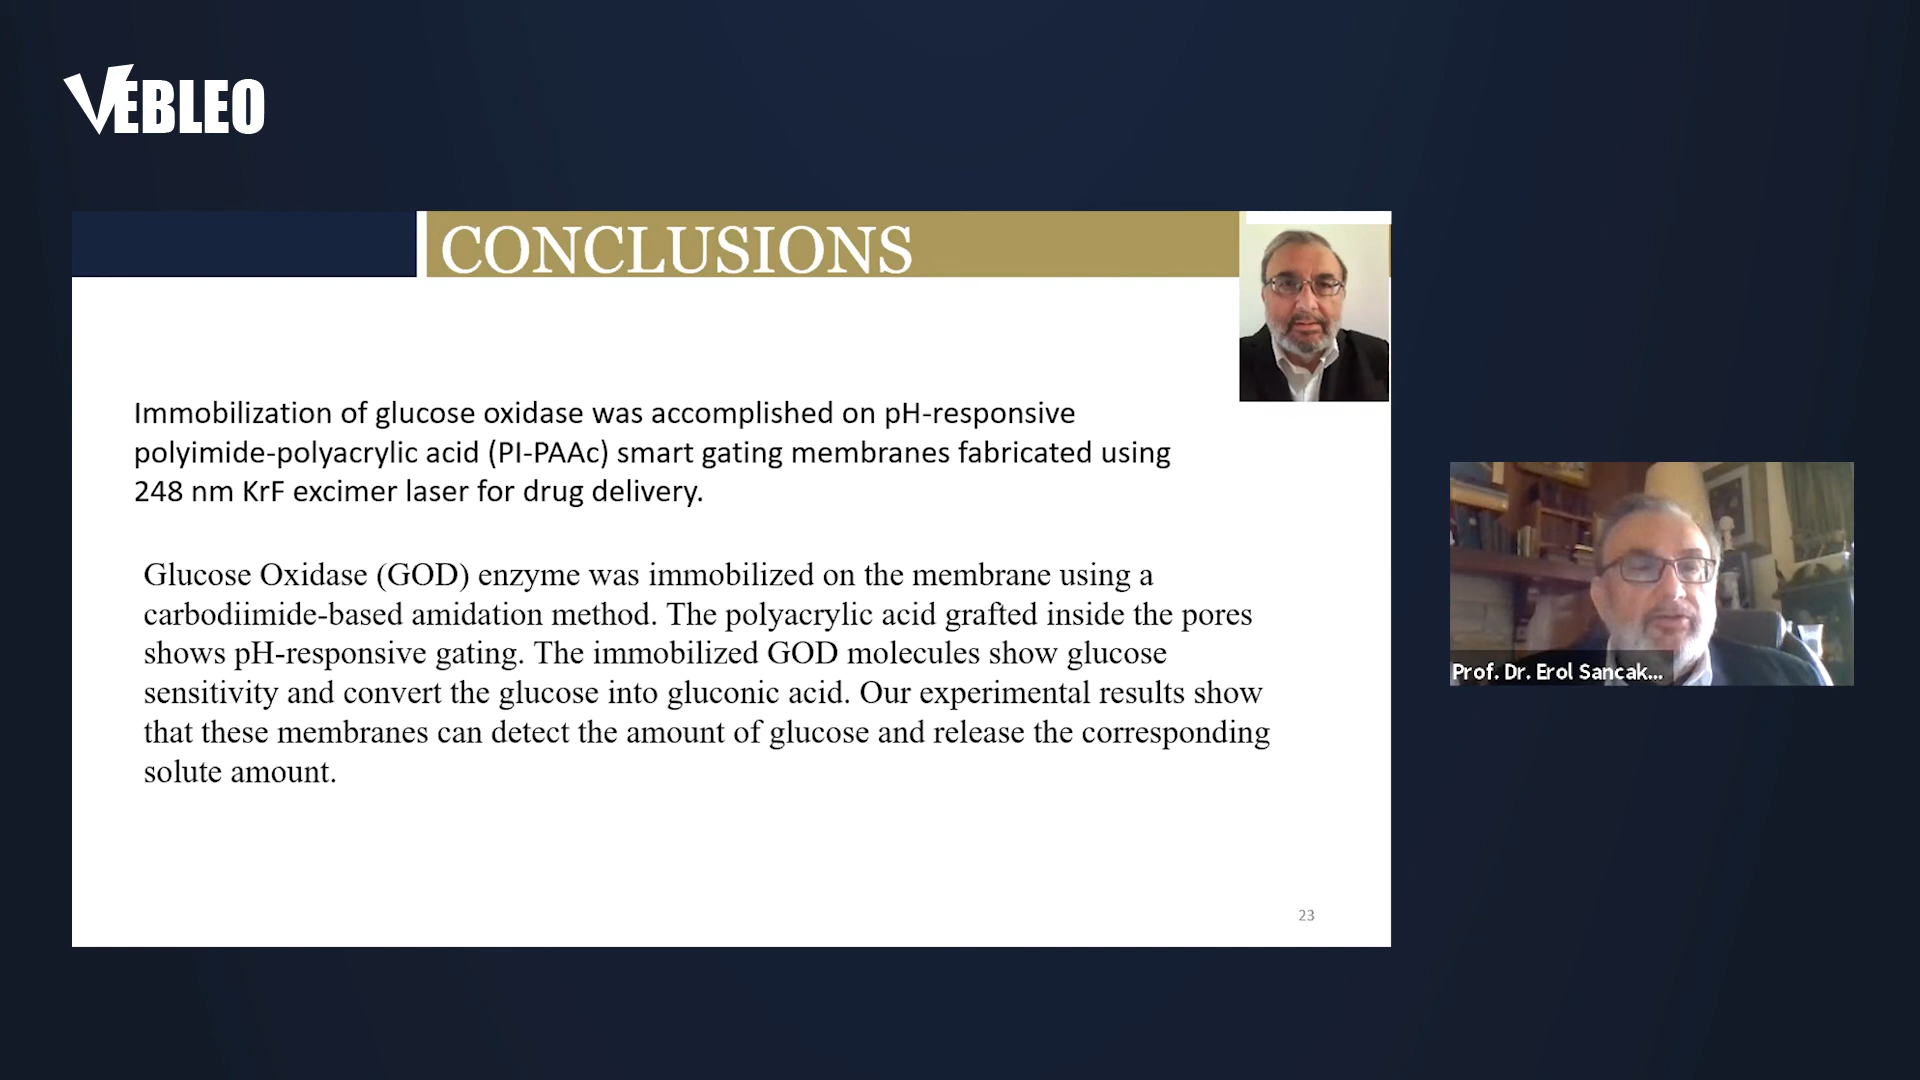 VEBLEO
CONCLUSIONS
Immobilization of glucose oxidase was accomplished on pH-responsive
polyimide-polyacrylic acid (PI-PAAc) smart gating membranes fabricated using
248 nm KrF excimer laser for drug delivery.
Glucose Oxidase (GOD) enzyme was immobilized on the membrane using a
carbodiimide-based amidation method. The polyacrylic acid grafted inside the pores
shows pH-responsive gating. The immobilized GOD molecules show glucose
sensitivity and convert the glucose into gluconic acid. Our experimental results show
that these membranes can detect the amount of glucose and release the corresponding
solute amount.
23
Prof. Dr. Erol Sancak...